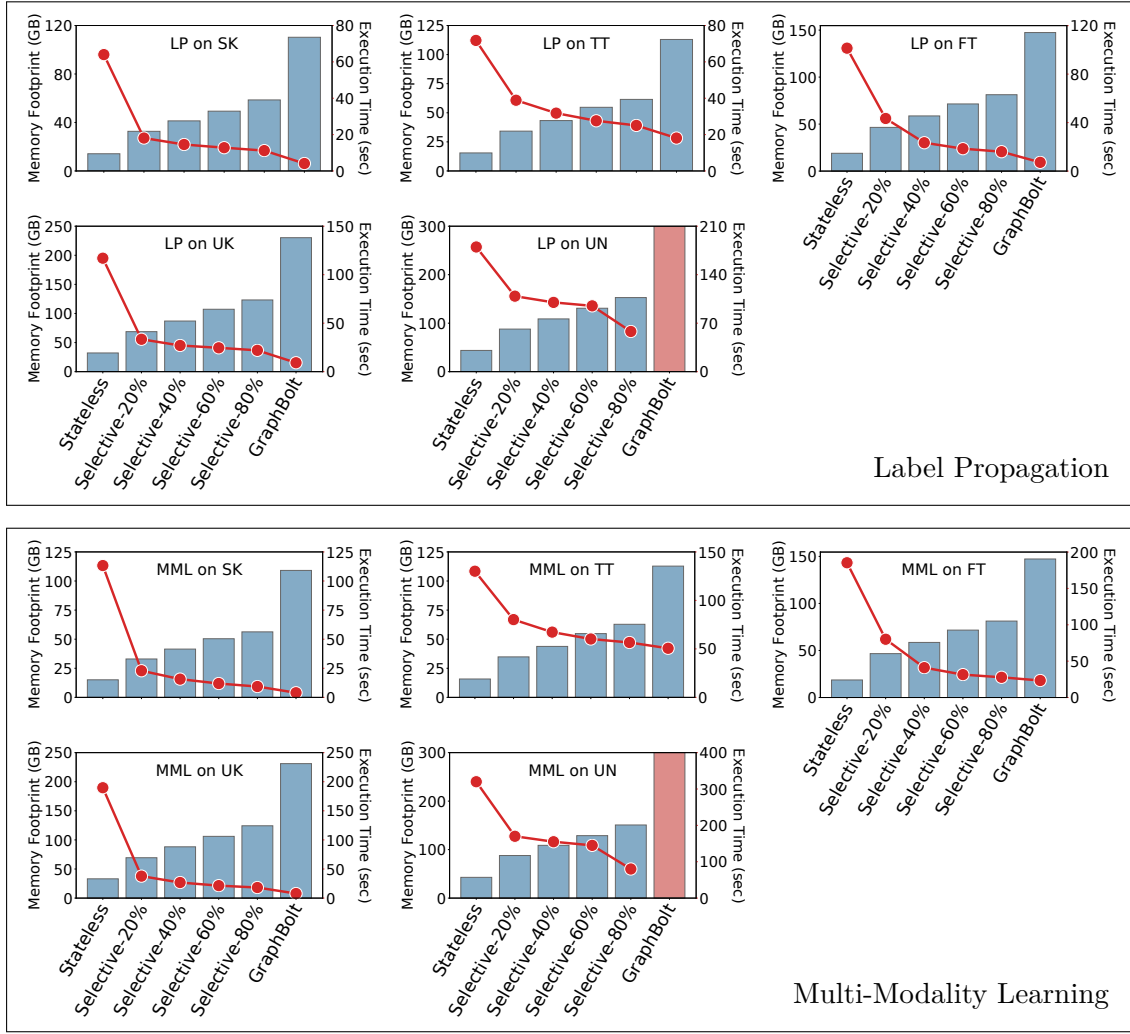 LP on SK
Memory Footprint (GB)
0
40
80
120
0
20
40
60
80
Execution Time (sec)
LP on TT
Memory Footprint (GB)
0
25
50
75
100
125
0
20
40
60
80
Execution Time (sec)
LP on FT
Memory Footprint (GB)
0
50
100
150
0
40
80
120
Execution Time (sec)
Stateless
Selective-20%
Selective-40%
Selective-60%
Selective-80%
GraphBolt
LP on UK
Memory Footprint (GB)
0
50
100
150
200
250
0
50
100
150
Execution Time (sec)
Stateless
Selective-20%
Selective-40%
Selective-60%
Selective-80%
GraphBolt
LP on UN
Memory Footprint (GB)
0
100
200
300
0
70
140
210
Execution Time (sec)
Stateless
Selective-20%
Selective-40%
Selective-60%
Selective-80%
GraphBolt
Label Propagation
MML on SK
Memory Footprint (GB)
0
25
50
75
100
125
0
25
50
75
100
125
Execution Time (sec)
MML on TT
Memory Footprint (GB)
0
25
50
75
100
125
0
50
100
150
Execution Time (sec)
MML on FT
Memory Footprint (GB)
0
50
100
150
0
50
100
150
200
Execution Time (sec)
Stateless
Selective-20%
Selective-40%
Selective-60%
Selective-80%
GraphBolt
MML on UK
Memory Footprint (GB)
0
50
100
150
200
250
0
50
100
150
200
250
Execution Time (sec)
Stateless
Selective-20%
Selective-40%
Selective-60%
Selective-80%
GraphBolt
MML on UN
Memory Footprint (GB)
0
100
200
300
0
100
200
300
400
Execution Time (sec)
Stateless
Selective-20%
Selective-40%
Selective-60%
Selective-80%
GraphBolt
Multi-Modality Learning